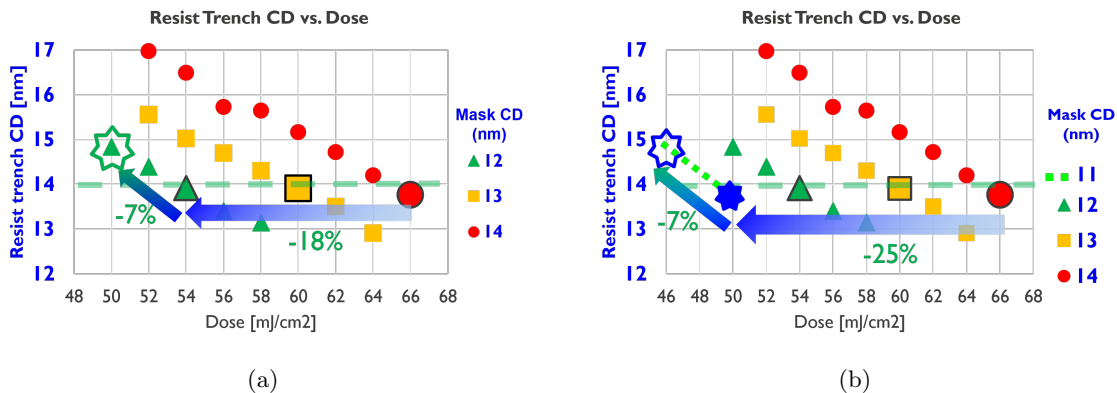 Resist Trench CD vs. Dose
Resist trench CD [nm]
17
16
15
14
13
12
48 50 52 54 56 58 60 62 64 66 68
Dose [mJ/cm2]
-7%
-18%
Mask CD
(nm)
12
13
14
(a)
Resist Trench CD vs. Dose
Resist trench CD [nm]
17
16
15
14
13
12
46 48 50 52 54 56 58 60 62 64 66 68
Dose [mJ/cm2]
-7%
-25%
Mask CD
(nm)
11
12
13
14
(b)